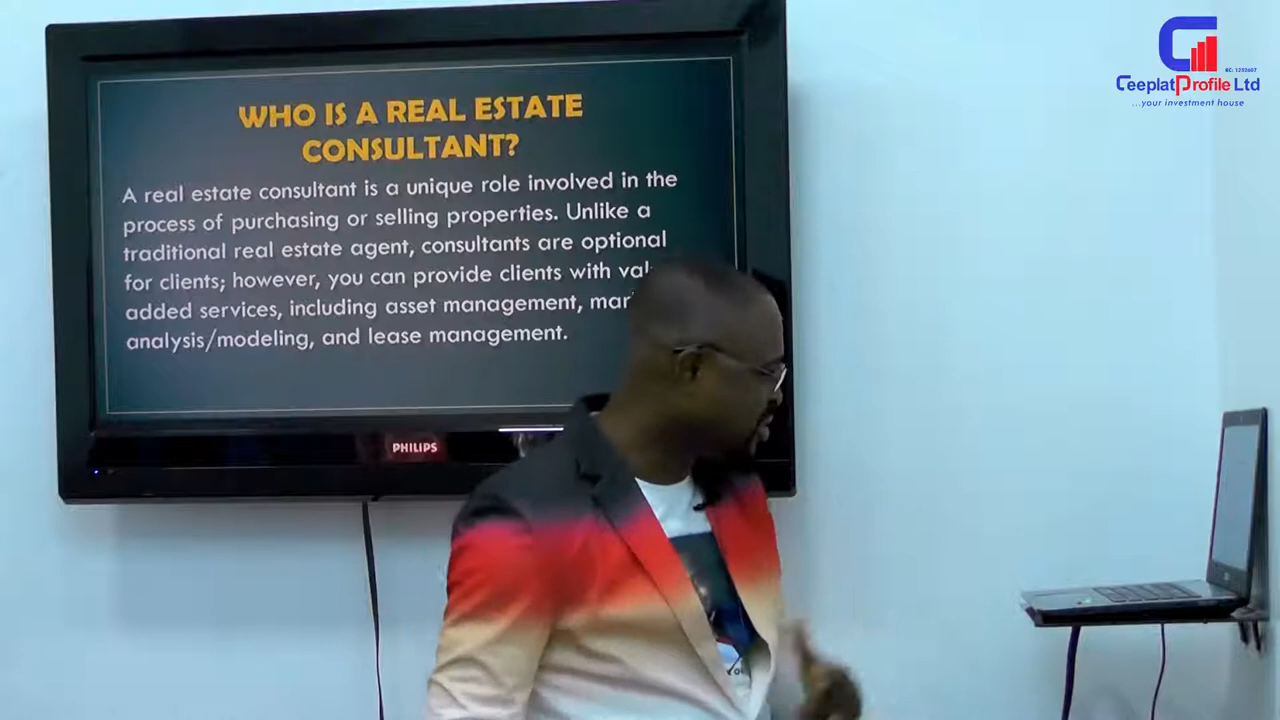 WHO IS A REAL ESTATE
CONSULTANT?
A real estate consultant is a unique role involved in the
process of purchasing or selling properties. Unlike a
traditional real estate agent, consultants are optional
for clients; however, you can provide clients with
added services, including asset management,
analysis/modeling, and lease management.
PHILIPS
RC: 1252607
CeeplatProfile Ltd
...your investment house